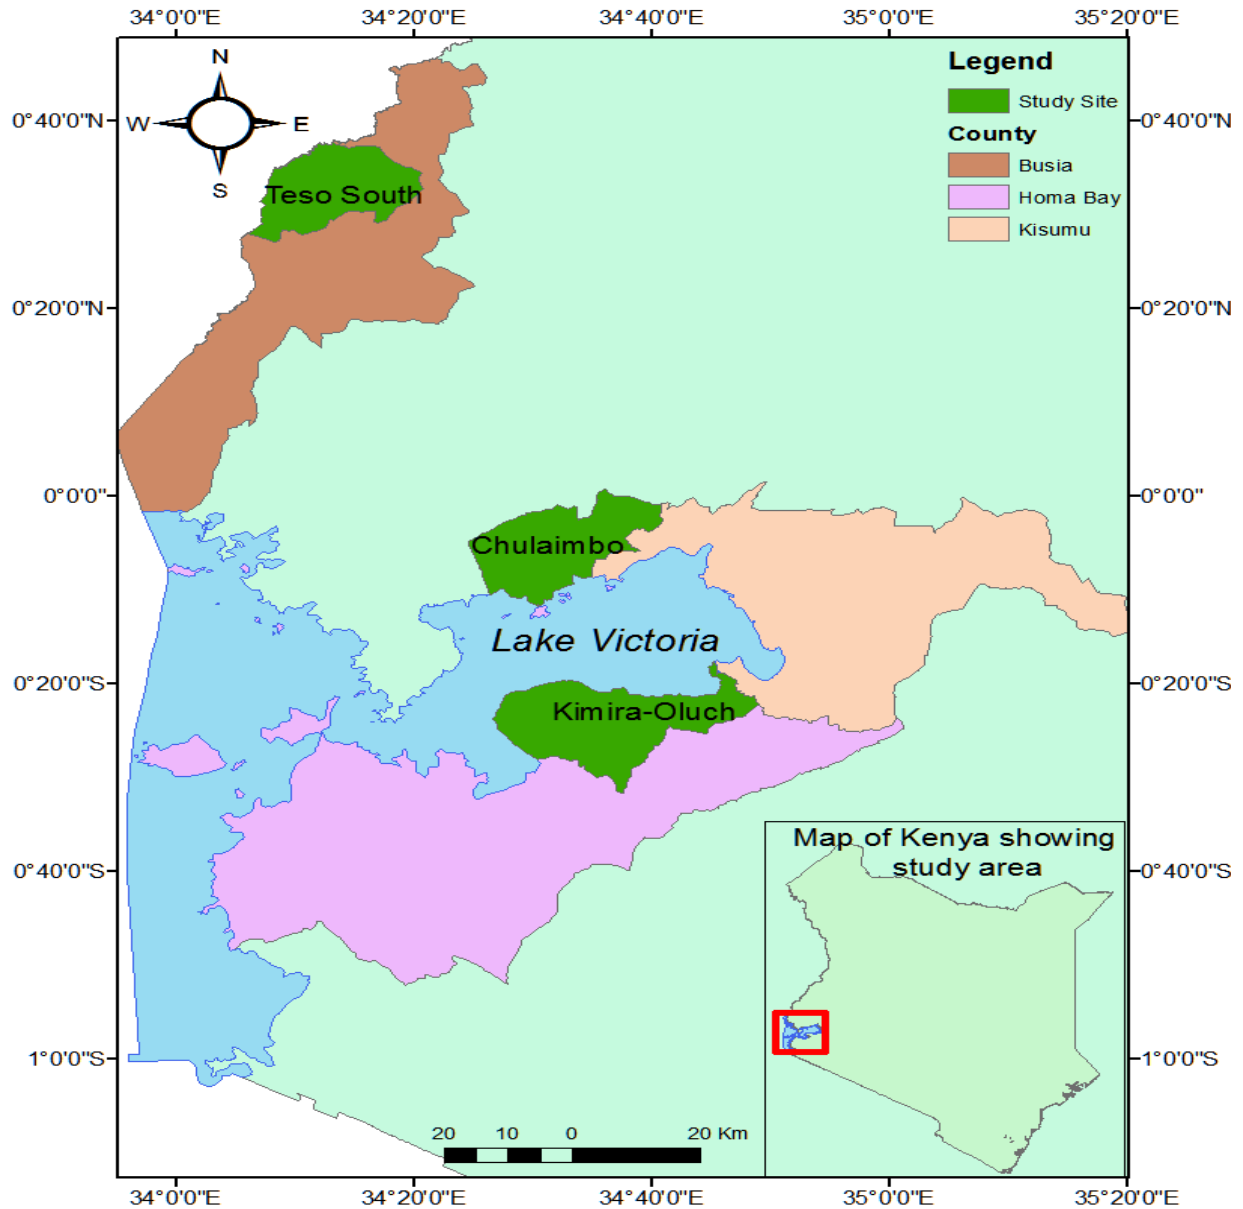 34°0'0"E 34°20'0"E 34°40'0"E 35°0'0"E 35°20'0"E
N
W E
S
Legend
Study Site
County
Busia
Homa Bay
Kisumu
0°40'0"N 0°40'0"N
Teso South
0°20'0"N 0°20'0"N
0°0'0" 0°0'0"
Chulaimbo
Lake Victoria
0°20'0"S 0°20'0"S
Kimira-Oluch
Map of Kenya showing
study area
0°40'0"S 0°40'0"S
1°0'0"S 1°0'0"S
20 10 0 20 Km
34°0'0"E 34°20'0"E 34°40'0"E 35°0'0"E 35°20'0"E